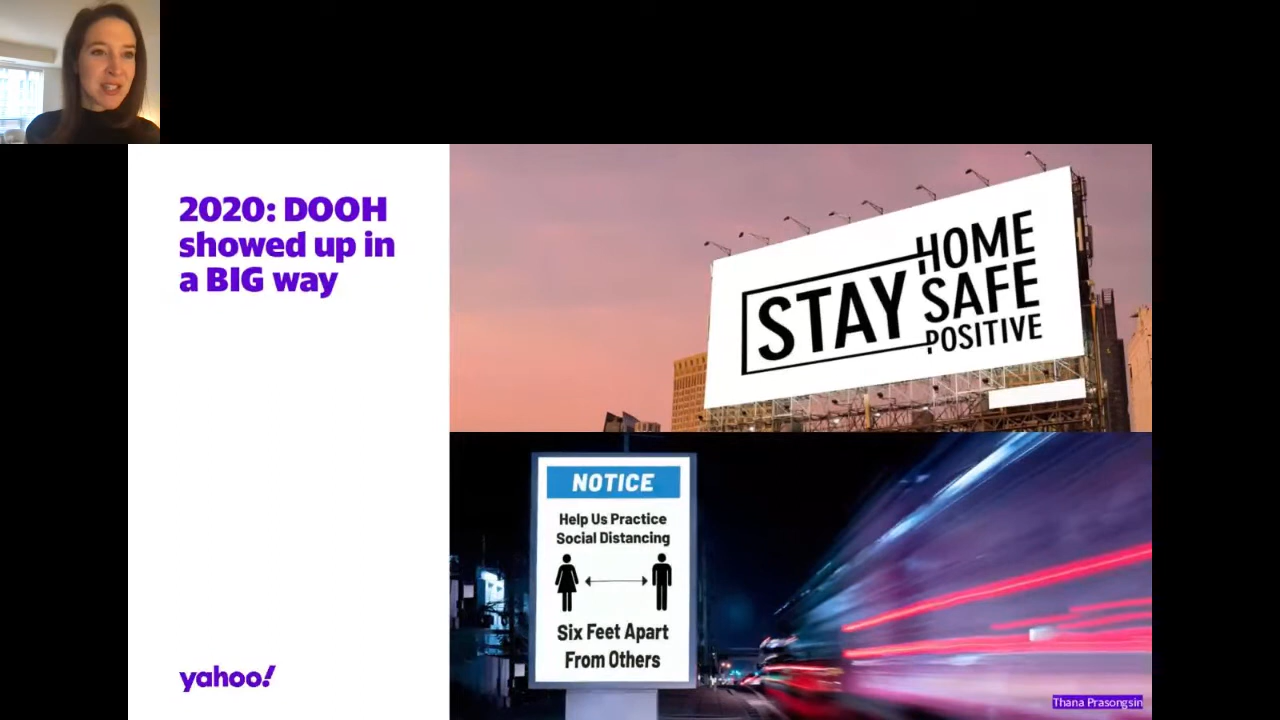 2020: DOOH
showed up in
a BIG way
STAY HOME
SAFE
POSITIVE
NOTICE
Help Us Practice
Social Distancing
Six Feet Apart
From Others
yahoo!
Thana Prasongsin